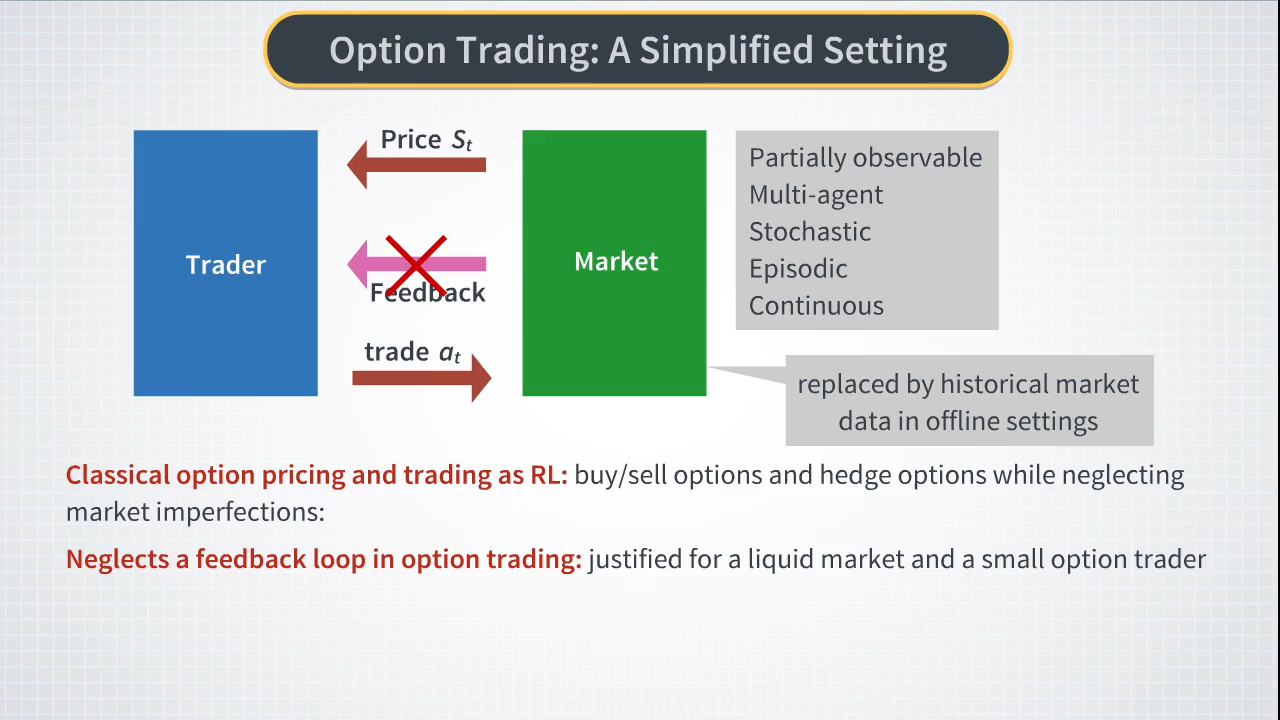 Option Trading: A Simplified Setting
Price Sₜ
Trader
Feedback
trade aₜ
Market
Partially observable
Multi-agent
Stochastic
Episodic
Continuous
replaced by historical market
data in offline settings
Classical option pricing and trading as RL: buy/sell options and hedge options while neglecting
market imperfections:
Neglects a feedback loop in option trading: justified for a liquid market and a small option trader